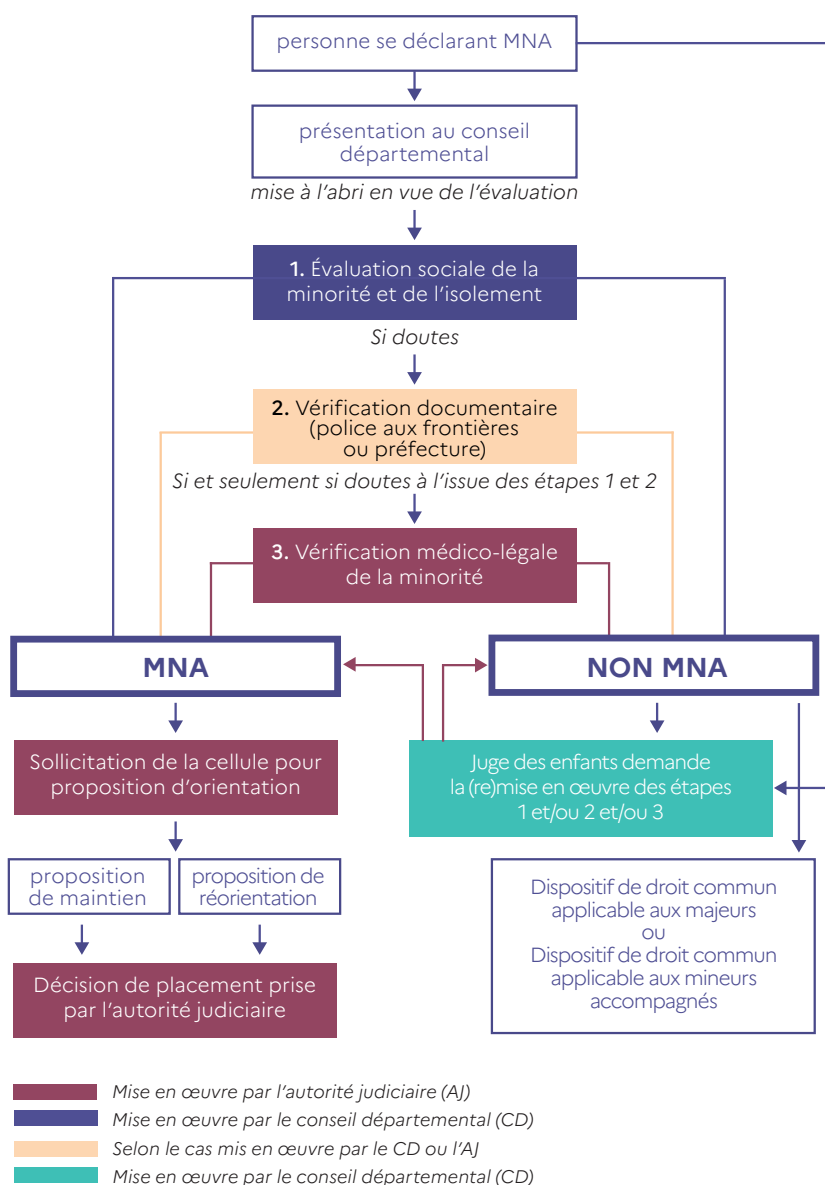 personne se déclarant MNA
présentation au conseil
départemental
mise à l'abri en vue de l'évaluation
1. Évaluation sociale de la
minorité et de l'isolement
Si doutes
2. Vérification documentaire
(police aux frontières
ou préfecture)
Si et seulement si doutes à l'issue des étapes 1 et 2
3. Vérification médico-légale
de la minorité
MNA
NON MNA
Sollicitation de la cellule pour
proposition d'orientation
Juge des enfants demande
la (re)mise en œuvre des étapes
1 et/ou 2 et/ou 3
proposition
de maintien
proposition de
réorientation
Décision de placement prise
par l'autorité judiciaire
Dispositif de droit commun
applicable aux majeurs
ou
Dispositif de droit commun
applicable aux mineurs
accompagnés
Mise en œuvre par l'autorité judiciaire (AJ)
Mise en œuvre par le conseil départemental (CD)
Selon le cas mis en œuvre par le CD ou l'AJ
Mise en œuvre par le conseil départemental (CD)